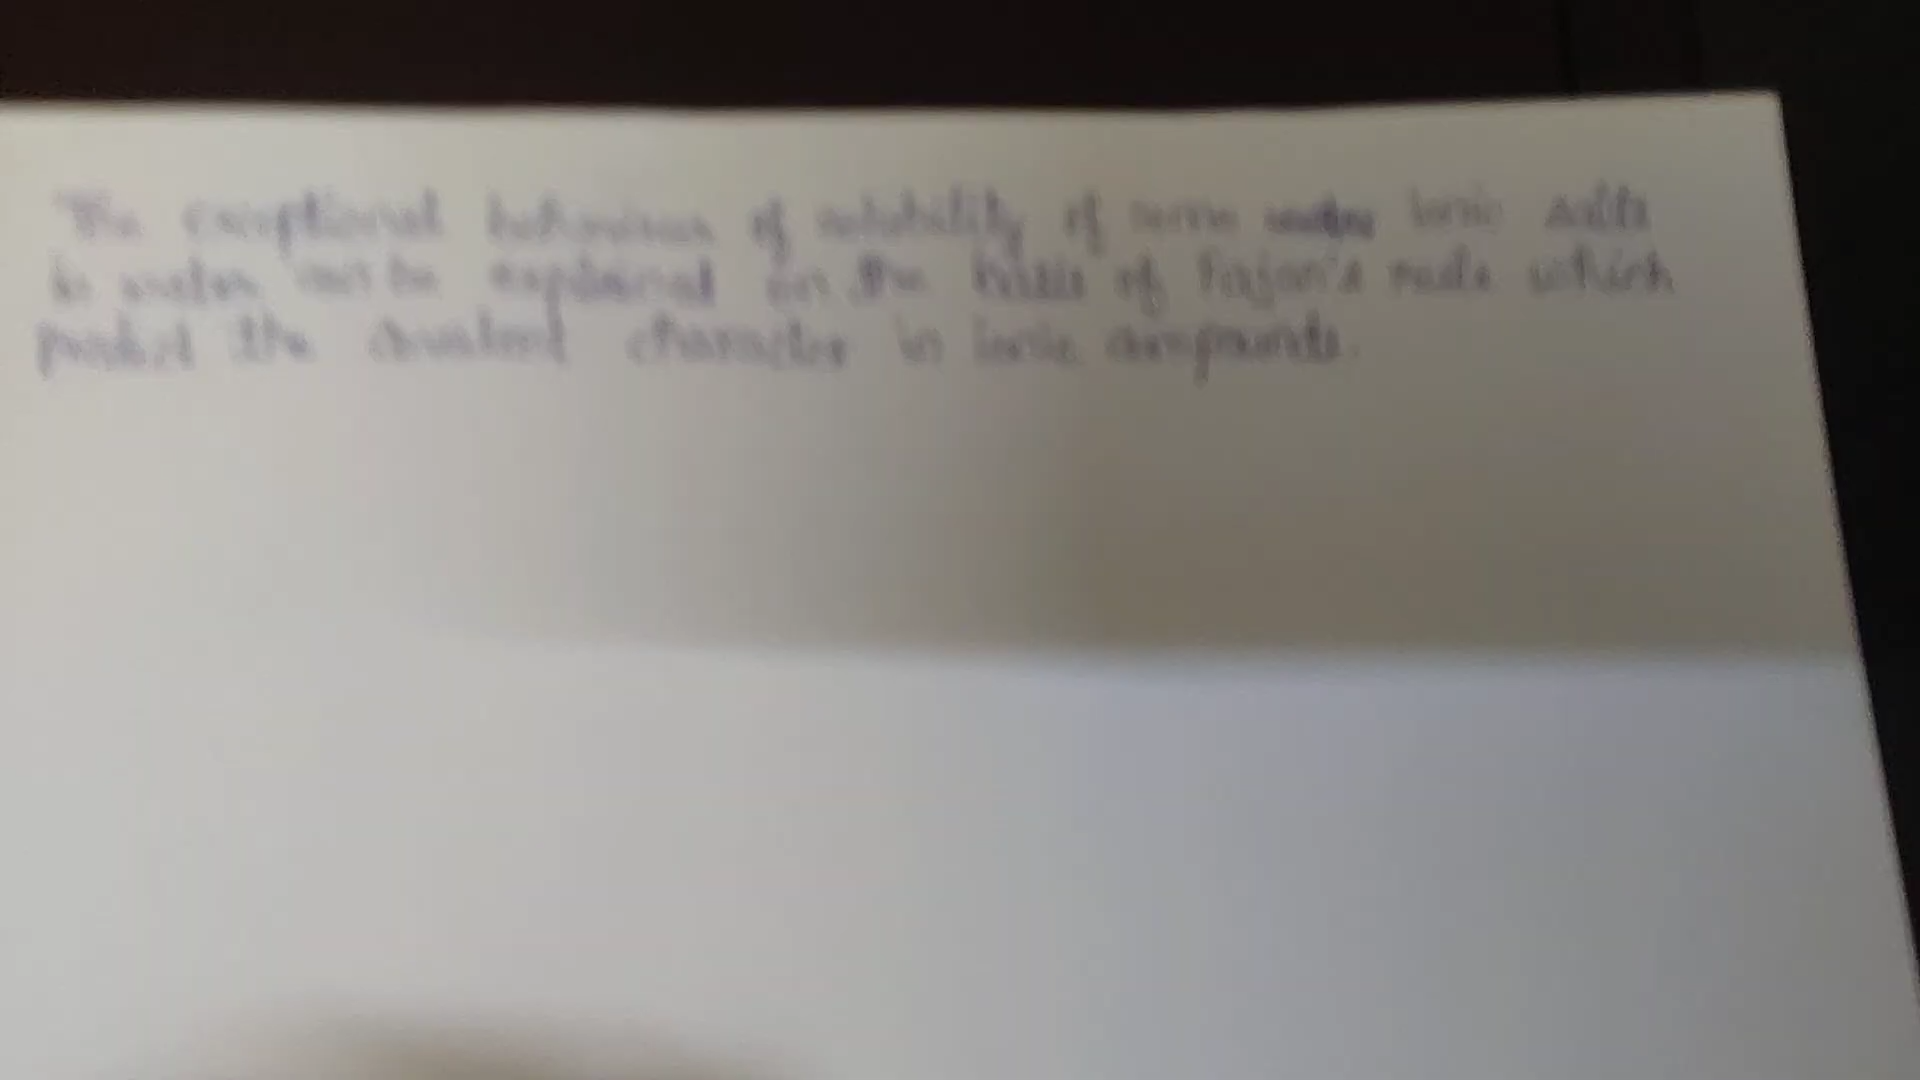 The exceptional behaviour of solubility of some ionic salts
in water can be explained on the basis of Fajan's rule which
predict the covalent character in ionic compounds.